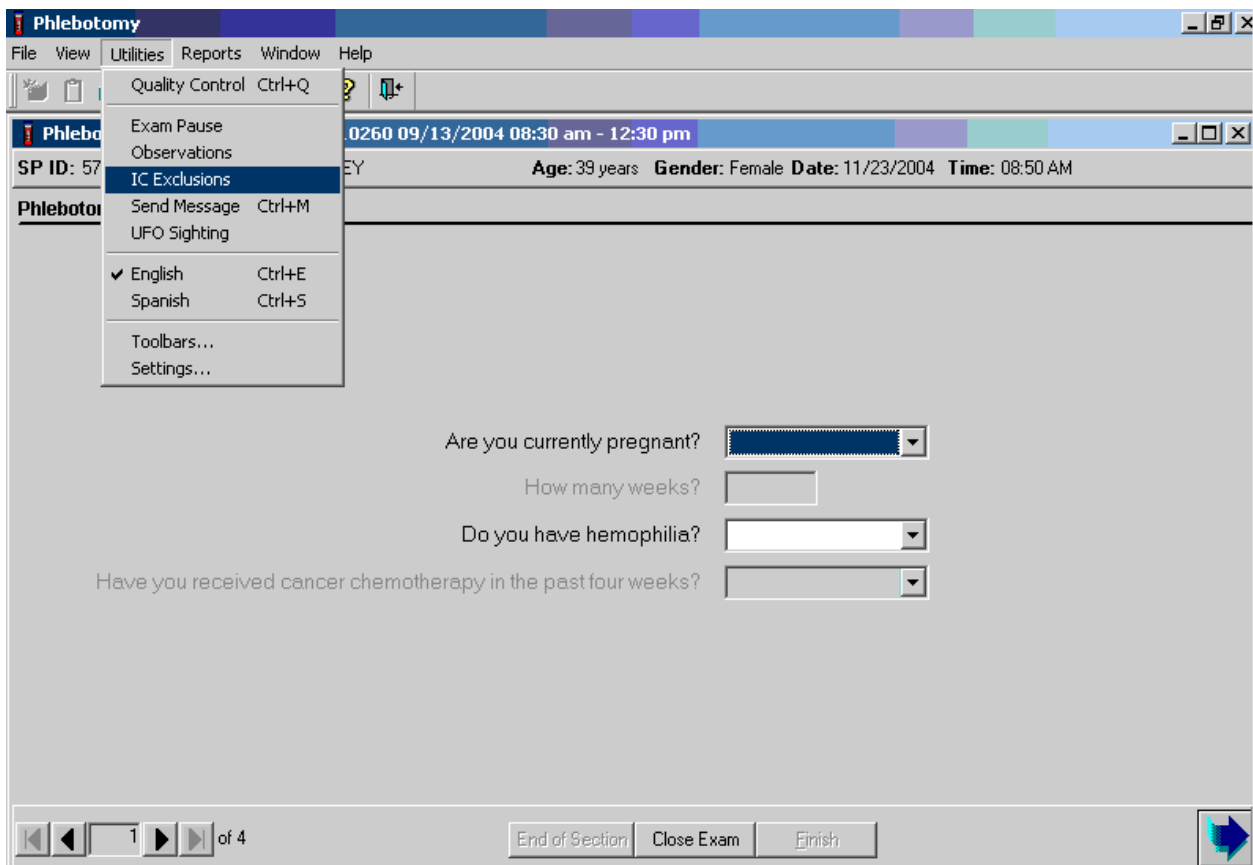 Phlebotomy
File View Utilities Reports Window Help
Quality Control Ctrl+Q
Exam Pause
Observations
IC Exclusions
Send Message Ctrl+M
UFO Sighting
✔ English Ctrl+E
Spanish Ctrl+S
Toolbars...
Settings...
.0260 09/13/2004 08:30 am - 12:30 pm
SP ID: 57 EY Age: 39 years Gender: Female Date: 11/23/2004 Time: 08:50 AM
Are you currently pregnant?
How many weeks?
Do you have hemophilia?
Have you received cancer chemotherapy in the past four weeks?
1 of 4 End of Section Close Exam Finish